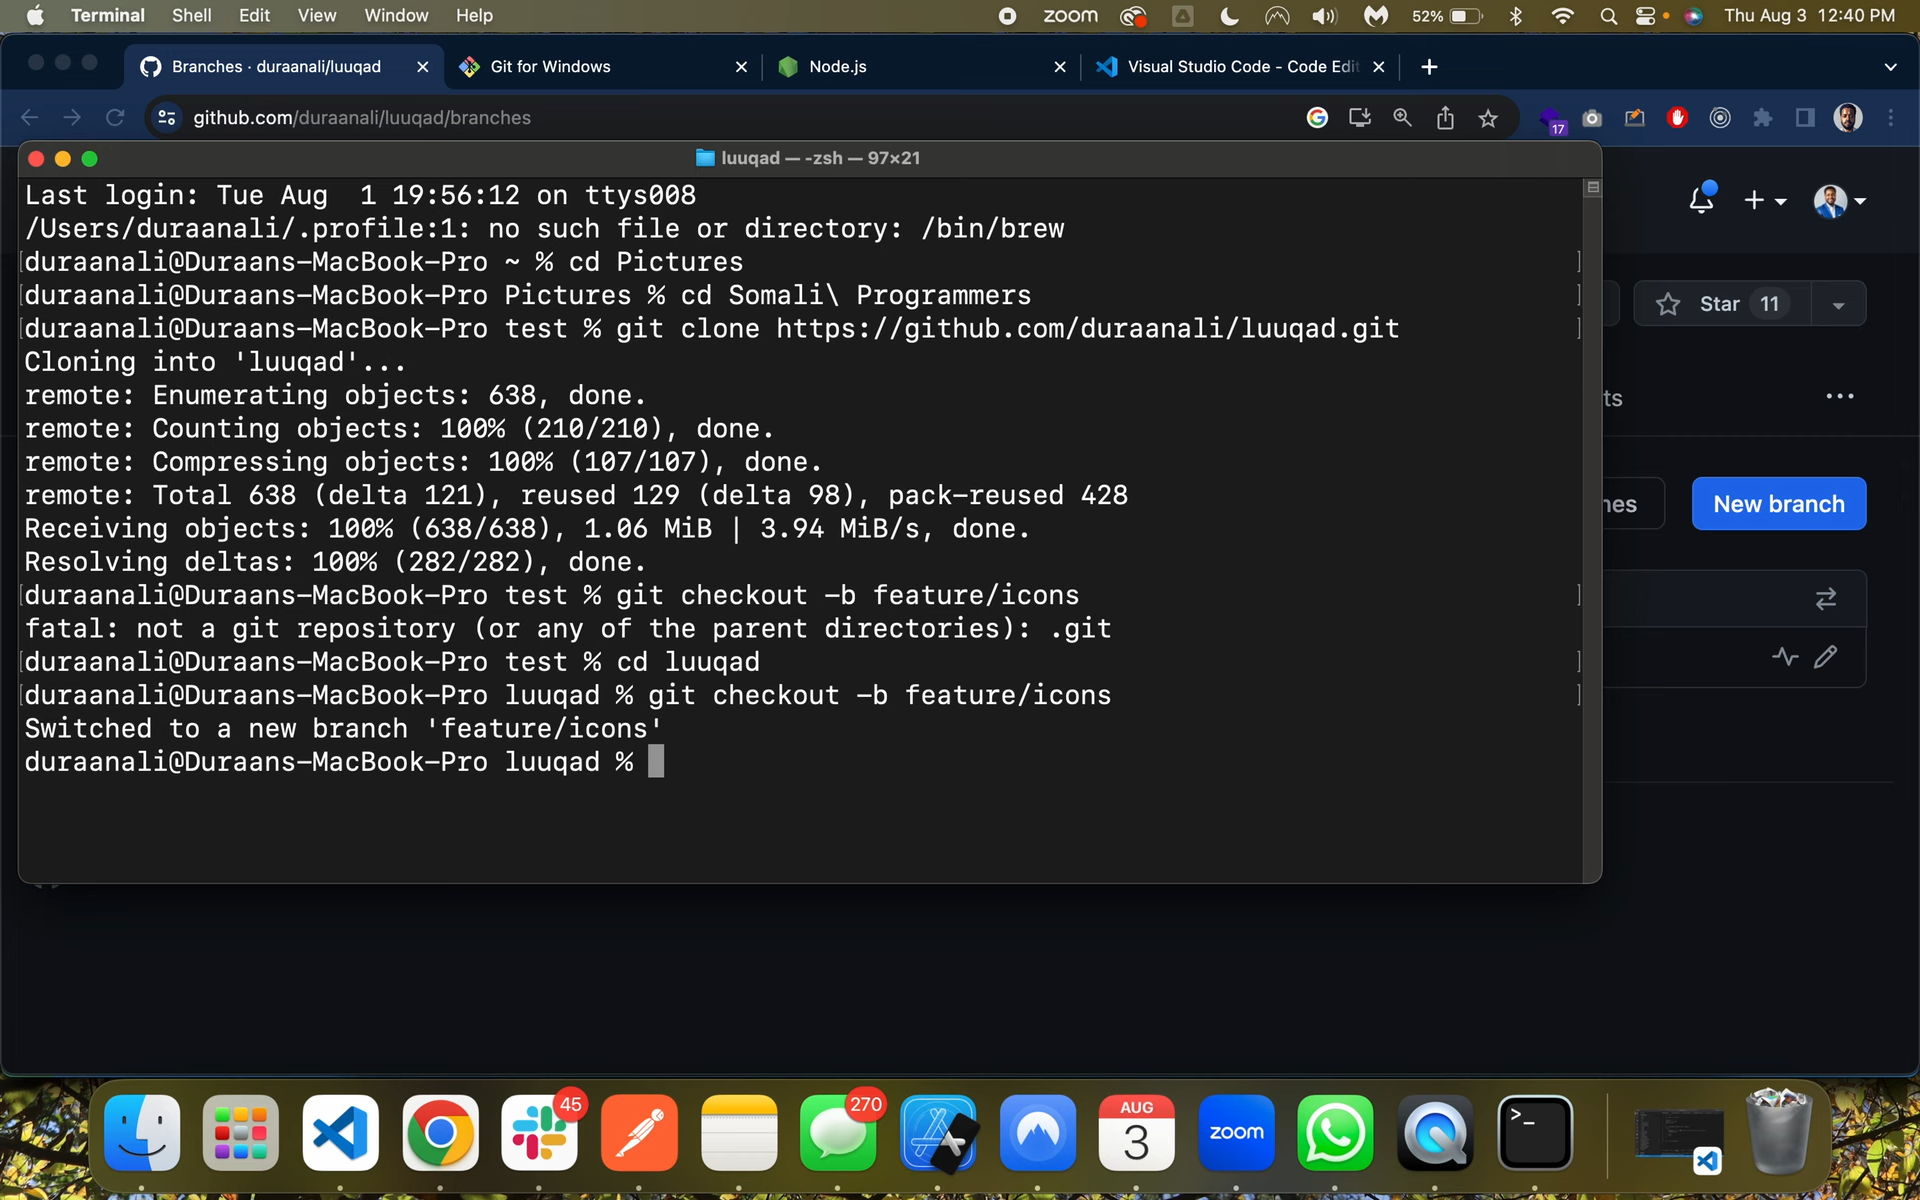 Terminal Shell Edit View Window Help zoom 52% Thu Aug 3 12:40 PM
Branches · duraanali/luuqad Git for Windows Node.js Visual Studio Code - Code Edit
github.com/duraanali/luuqad/branches 17
luuqad — -zsh — 97×21
Last login: Tue Aug  1 19:56:12 on ttys008
/Users/duraanali/.profile:1: no such file or directory: /bin/brew
duraanali@Duraans-MacBook-Pro ~ % cd Pictures
duraanali@Duraans-MacBook-Pro Pictures % cd Somali\ Programmers
Star 11
duraanali@Duraans-MacBook-Pro test % git clone https://github.com/duraanali/luuqad.git
Cloning into 'luuqad'...
remote: Enumerating objects: 638, done.
ts
remote: Counting objects: 100% (210/210), done.
remote: Compressing objects: 100% (107/107), done.
remote: Total 638 (delta 121), reused 129 (delta 98), pack-reused 428
hes New branch
Receiving objects: 100% (638/638), 1.06 MiB | 3.94 MiB/s, done.
Resolving deltas: 100% (282/282), done.
duraanali@Duraans-MacBook-Pro test % git checkout -b feature/icons
fatal: not a git repository (or any of the parent directories): .git
duraanali@Duraans-MacBook-Pro test % cd luuqad
duraanali@Duraans-MacBook-Pro luuqad % git checkout -b feature/icons
Switched to a new branch 'feature/icons'
duraanali@Duraans-MacBook-Pro luuqad %
45 270 AUG
3 zoom >_